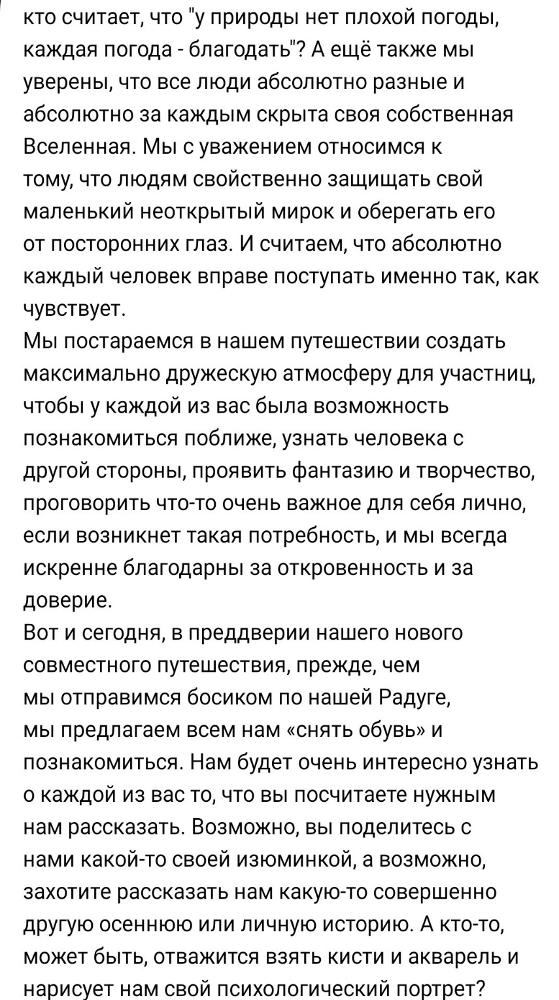 кто считает, что "у природы нет плохой погоды,
каждая погода - благодать"? А ещё также мы
уверены, что все люди абсолютно разные и
абсолютно за каждым скрыта своя собственная
Вселенная. Мы с уважением относимся к
тому, что людям свойственно защищать свой
маленький неоткрытый мирок и оберегать его
от посторонних глаз. И считаем, что абсолютно
каждый человек вправе поступать именно так, как
чувствует.
Мы постараемся в нашем путешествии создать
максимально дружескую атмосферу для участниц,
чтобы у каждой из вас была возможность
познакомиться поближе, узнать человека с
другой стороны, проявить фантазию и творчество,
проговорить что-то очень важное для себя лично,
если возникнет такая потребность, и мы всегда
искренне благодарны за откровенность и за
доверие.
Вот и сегодня, в преддверии нашего нового
совместного путешествия, прежде, чем
мы отправимся босиком по нашей Радуге,
мы предлагаем всем нам «снять обувь» и
познакомиться. Нам будет очень интересно узнать
о каждой из вас то, что вы посчитаете нужным
нам рассказать. Возможно, вы поделитесь с
нами какой-то своей изюминкой, а возможно,
захотите рассказать нам какую-то совершенно
другую осеннюю или личную историю. А кто-то,
может быть, отважится взять кисти и акварель и
нарисует нам свой психологический портрет?